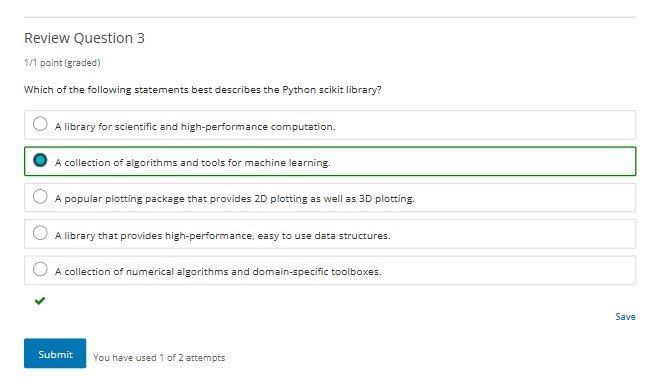 Review Question 3
1/1 point (graded)
Which of the following statements best describes the Python scikit library?
A library for scientific and high-performance computation.
A collection of algorithms and tools for machine learning.
A popular plotting package that provides 2D plotting as well as 3D plotting.
A library that provides high-performance, easy to use data structures.
A collection of numerical algorithms and domain-specific toolboxes.
Save
Submit
You have used 1 of 2 attempts